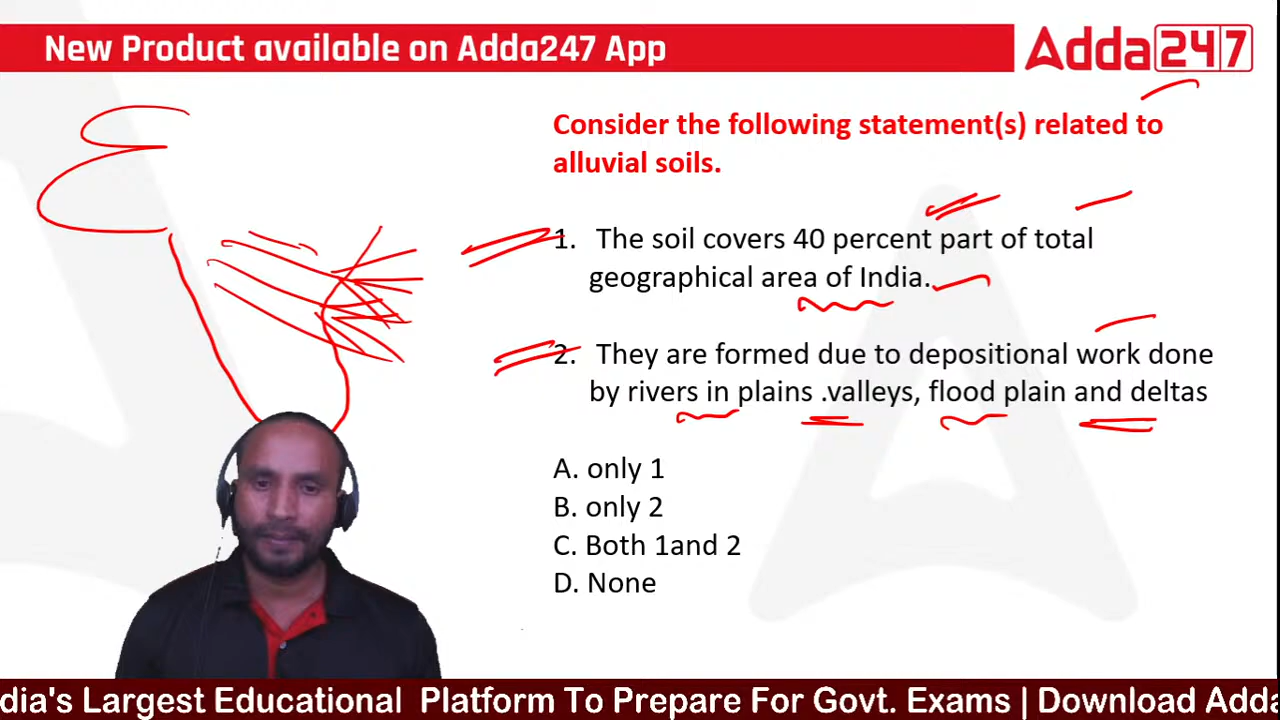 New Product available on Adda247 App
Adda247
Consider the following statement(s) related to
alluvial soils.
1. The soil covers 40 percent part of total
geographical area of India.
2. They are formed due to depositional work done
by rivers in plains .valleys, flood plain and deltas
A. only 1
B. only 2
C. Both 1and 2
D. None
dia's Largest Educational Platform To Prepare For Govt. Exams | Download Adda